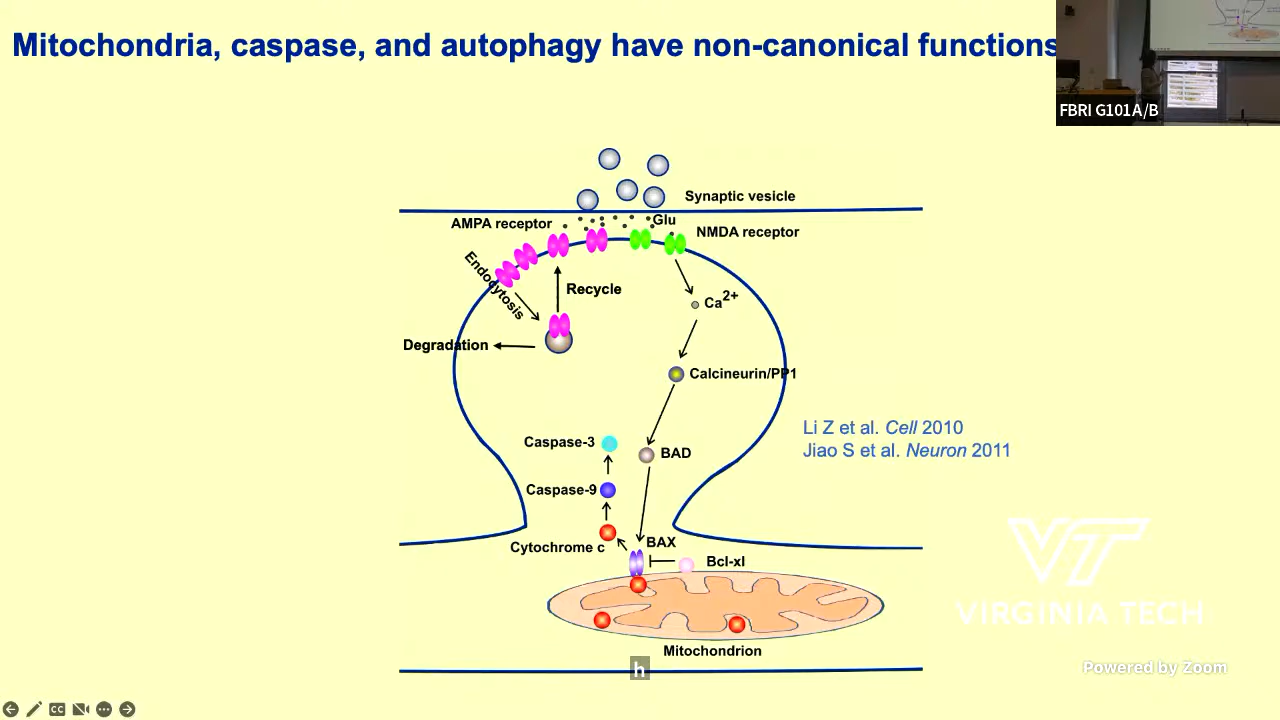 Mitochondria, caspase, and autophagy have non-canonical functions
FBRI G101A/B
Synaptic vesicle
AMPA receptor
Glu
NMDA receptor
Endocytosis
Recycle
Ca2+
Degradation
Calcineurin/PP1
Li Z et al. Cell 2010
Jiao S et al. Neuron 2011
Caspase-3
BAD
Caspase-9
Cytochrome c
BAX
Bcl-xl
VT
VIRGINIA TECH
Mitochondrion
h
Powered by Zoom
CC